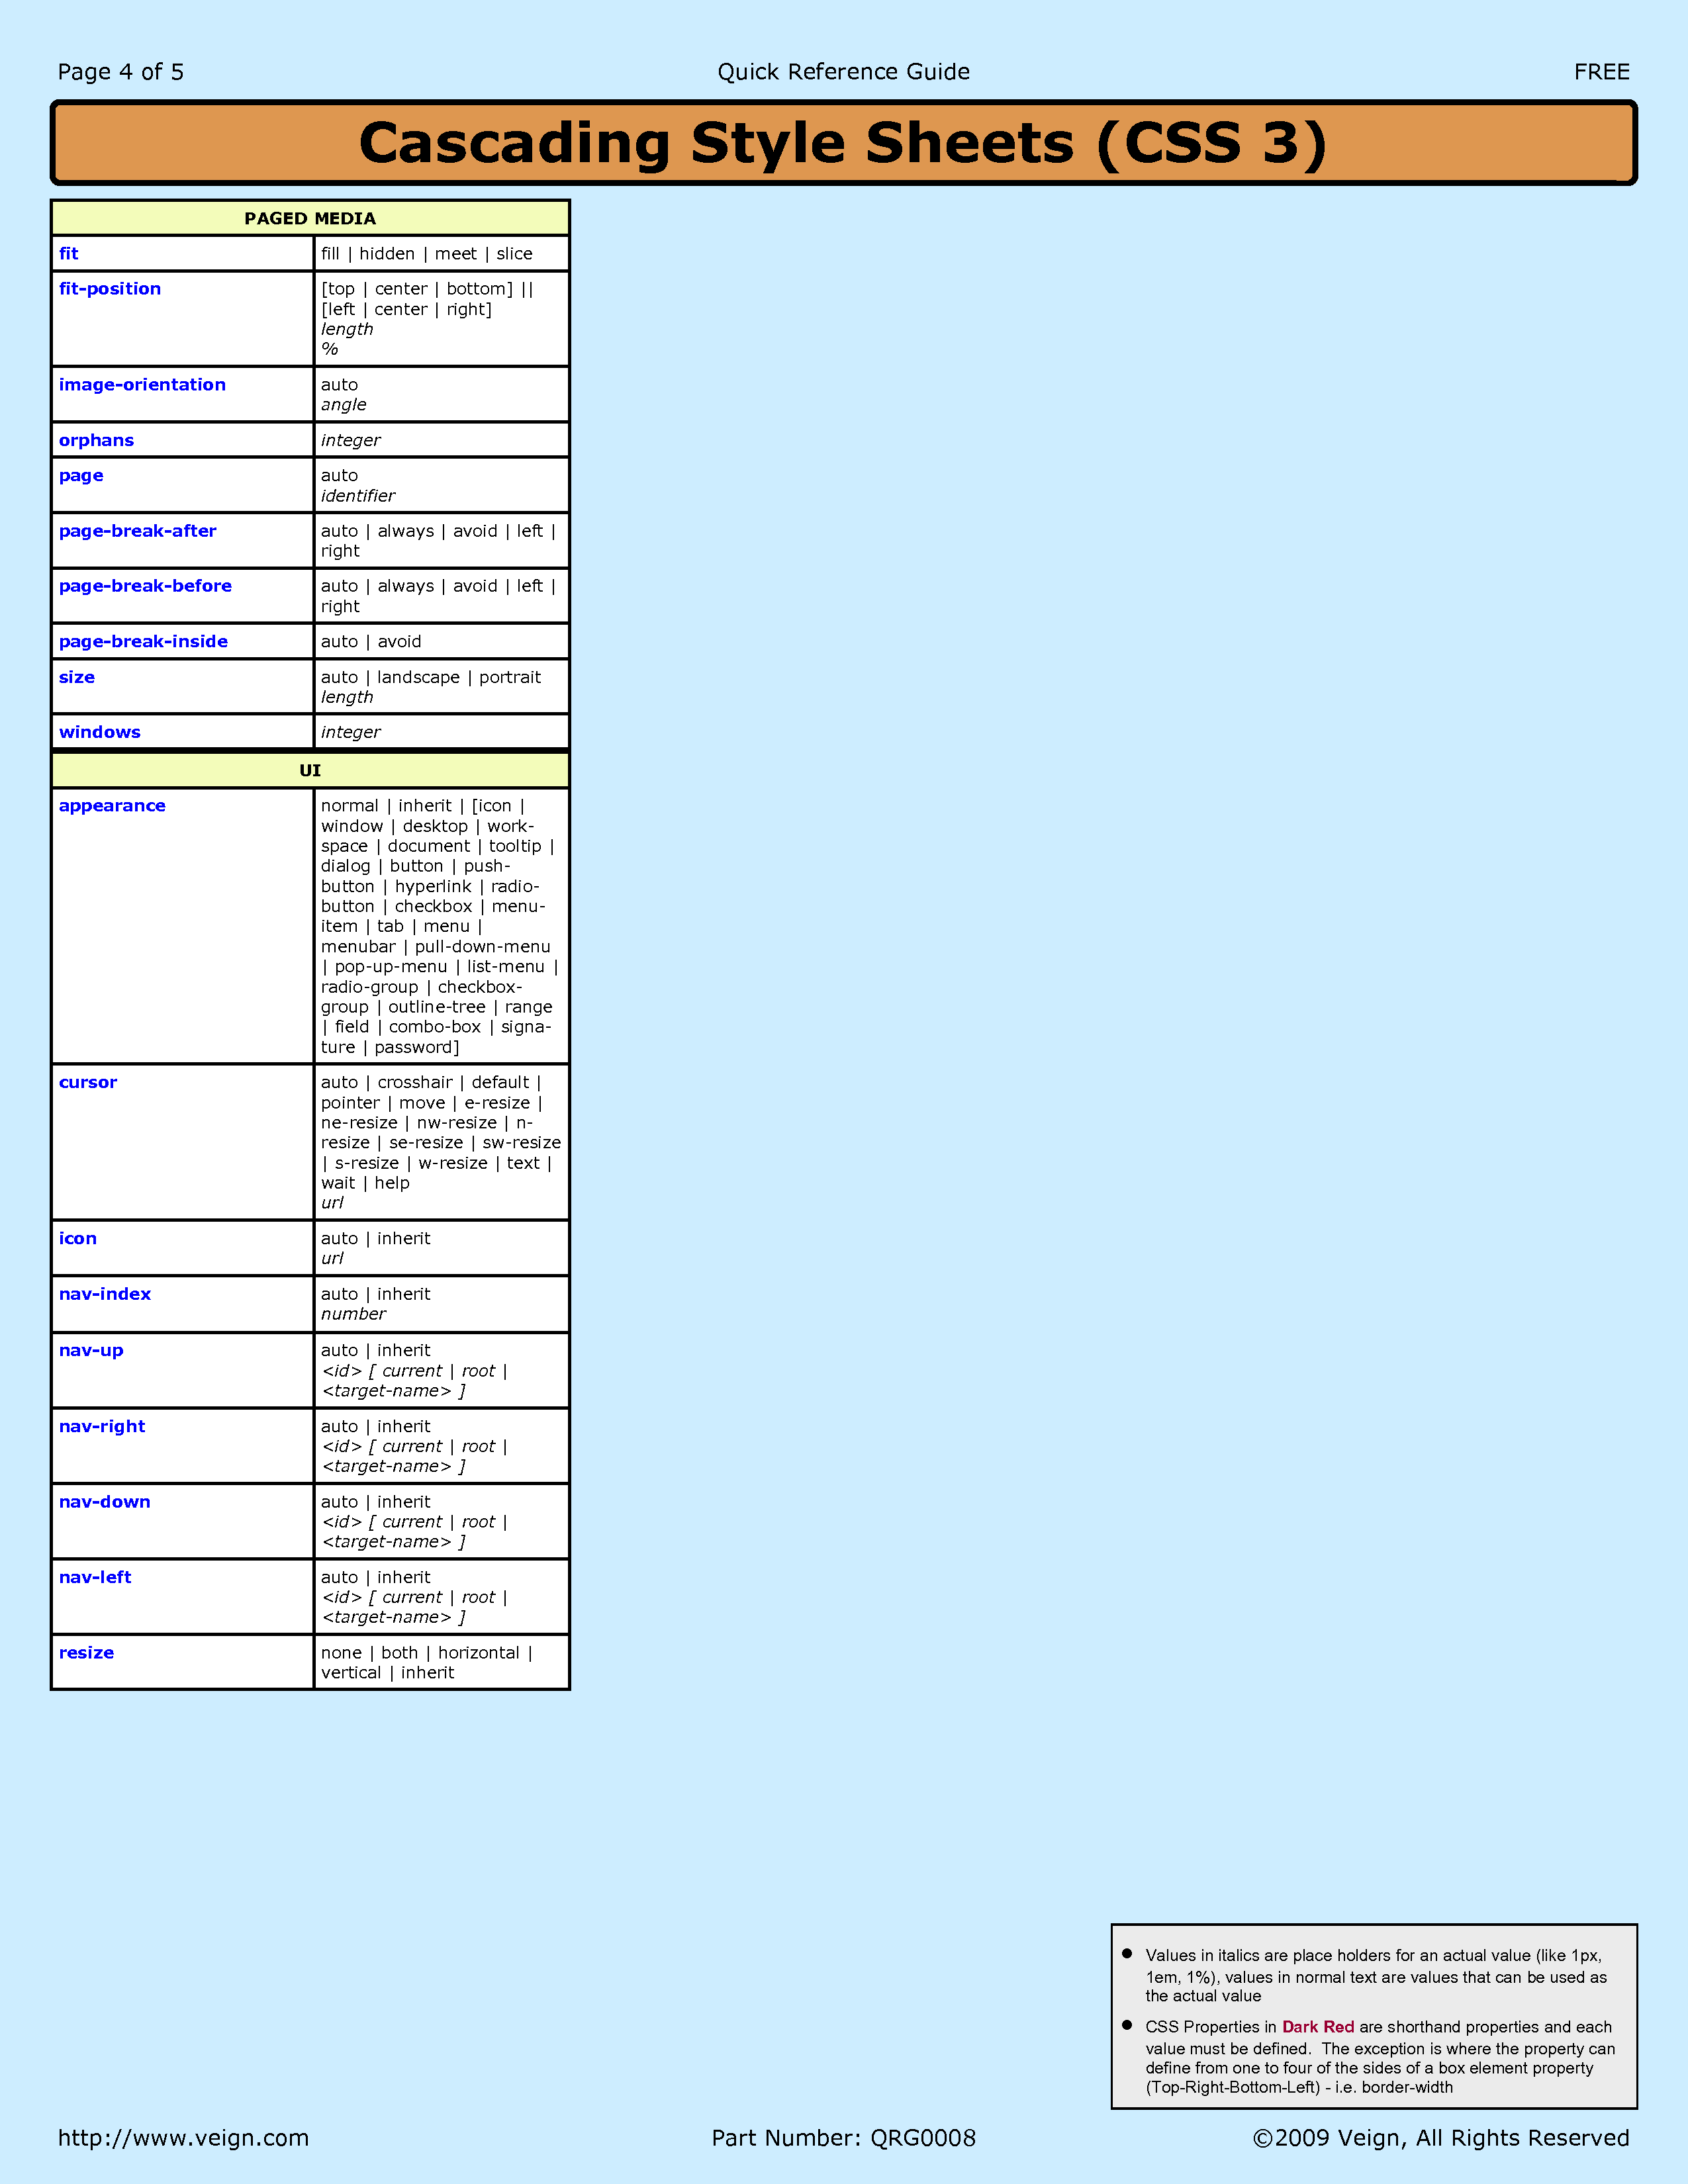 Page 4 of 5
Quick Reference Guide
FREE
Cascading Style Sheets (CSS 3)
PAGED MEDIA
fit
fill | hidden | meet | slice
fit-position
[top | center | bottom] ||
[left | center | right]
length
%
image-orientation
auto
angle
orphans
integer
page
auto
identifier
page-break-after
auto | always | avoid | left |
right
page-break-before
auto | always | avoid | left |
right
page-break-inside
auto | avoid
size
auto | landscape | portrait
length
windows
integer
UI
appearance
normal | inherit | [icon |
window | desktop | work-
space | document | tooltip |
dialog | button | push-
button | hyperlink | radio-
button | checkbox | menu-
item | tab | menu |
menubar | pull-down-menu
| pop-up-menu | list-menu |
radio-group | checkbox-
group | outline-tree | range
| field | combo-box | signa-
ture | password]
cursor
auto | crosshair | default |
pointer | move | e-resize |
ne-resize | nw-resize | n-
resize | se-resize | sw-resize
| s-resize | w-resize | text |
wait | help
url
icon
auto | inherit
url
nav-index
auto | inherit
number
nav-up
auto | inherit
<id> [ current | root |
<target-name> ]
nav-right
auto | inherit
<id> [ current | root |
<target-name> ]
nav-down
auto | inherit
<id> [ current | root |
<target-name> ]
nav-left
auto | inherit
<id> [ current | root |
<target-name> ]
resize
none | both | horizontal |
vertical | inherit
● Values in italics are place holders for an actual value (like 1px,
1em, 1%), values in normal text are values that can be used as
the actual value
● CSS Properties in Dark Red are shorthand properties and each
value must be defined.  The exception is where the property can
define from one to four of the sides of a box element property
(Top-Right-Bottom-Left) - i.e. border-width
http://www.veign.com
Part Number: QRG0008
©2009 Veign, All Rights Reserved